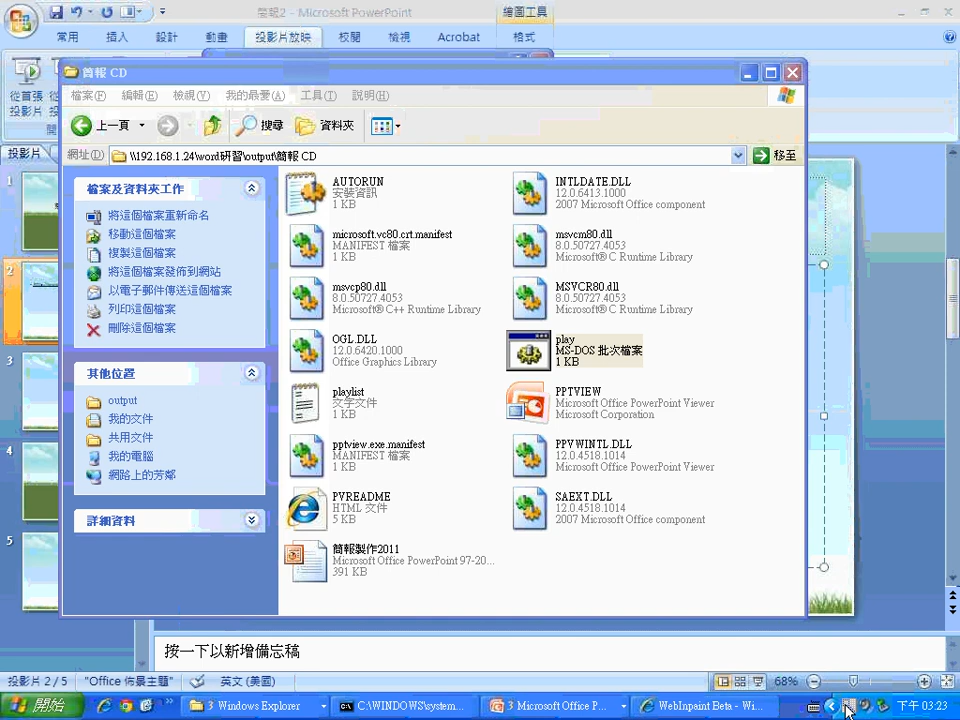 簡報2 - Microsoft PowerPoint
繪圖工具
常用 插入 設計 動畫 投影片放映 校閱 檢視 Acrobat 格式
從首張
投影片
簡報 CD
檔案(F) 編輯(E) 檢視(V) 我的最愛(A) 工具(T) 說明(H)
上一頁 搜尋 資料夾
網址(D) \\192.168.1.24\word研習\output\簡報 CD 移至
投影片
1
2
3
4
5
檔案及資料夾工作
將這個檔案重新命名
移動這個檔案
複製這個檔案
將這個檔案發佈到網站
以電子郵件傳送這個檔案
列印這個檔案
刪除這個檔案
其他位置
output
我的文件
共用文件
我的電腦
網路上的芳鄰
詳細資料
AUTORUN
安裝資訊
1 KB
INTLDATE.DLL
12.0.6413.1000
2007 Microsoft Office component
microsoft.vc80.crt.manifest
MANIFEST 檔案
1 KB
msvcm80.dll
8.0.50727.4053
Microsoft® C Runtime Library
msvcp80.dll
8.0.50727.4053
Microsoft® C++ Runtime Library
MSVCR80.dll
8.0.50727.4053
Microsoft® C Runtime Library
OGL.DLL
12.0.6420.1000
Office Graphics Library
play
MS-DOS 批次檔案
1 KB
playlist
文字文件
1 KB
PPTVIEW
Microsoft Office PowerPoint Viewer
Microsoft Corporation
pptview.exe.manifest
MANIFEST 檔案
1 KB
PPVWINTL.DLL
12.0.4518.1014
Microsoft Office PowerPoint Viewer
PVREADME
HTML 文件
5 KB
SAEXT.DLL
12.0.4518.1014
2007 Microsoft Office component
簡報製作2011
Microsoft Office PowerPoint 97-20...
391 KB
按一下以新增備忘稿
投影片 2 / 5 "Office 佈景主題" 英文 (美國) 68%
開始 3 Windows Explorer C:\WINDOWS\system... 3 Microsoft Office P... WebInpaint Beta - Wi... 下午 03:23